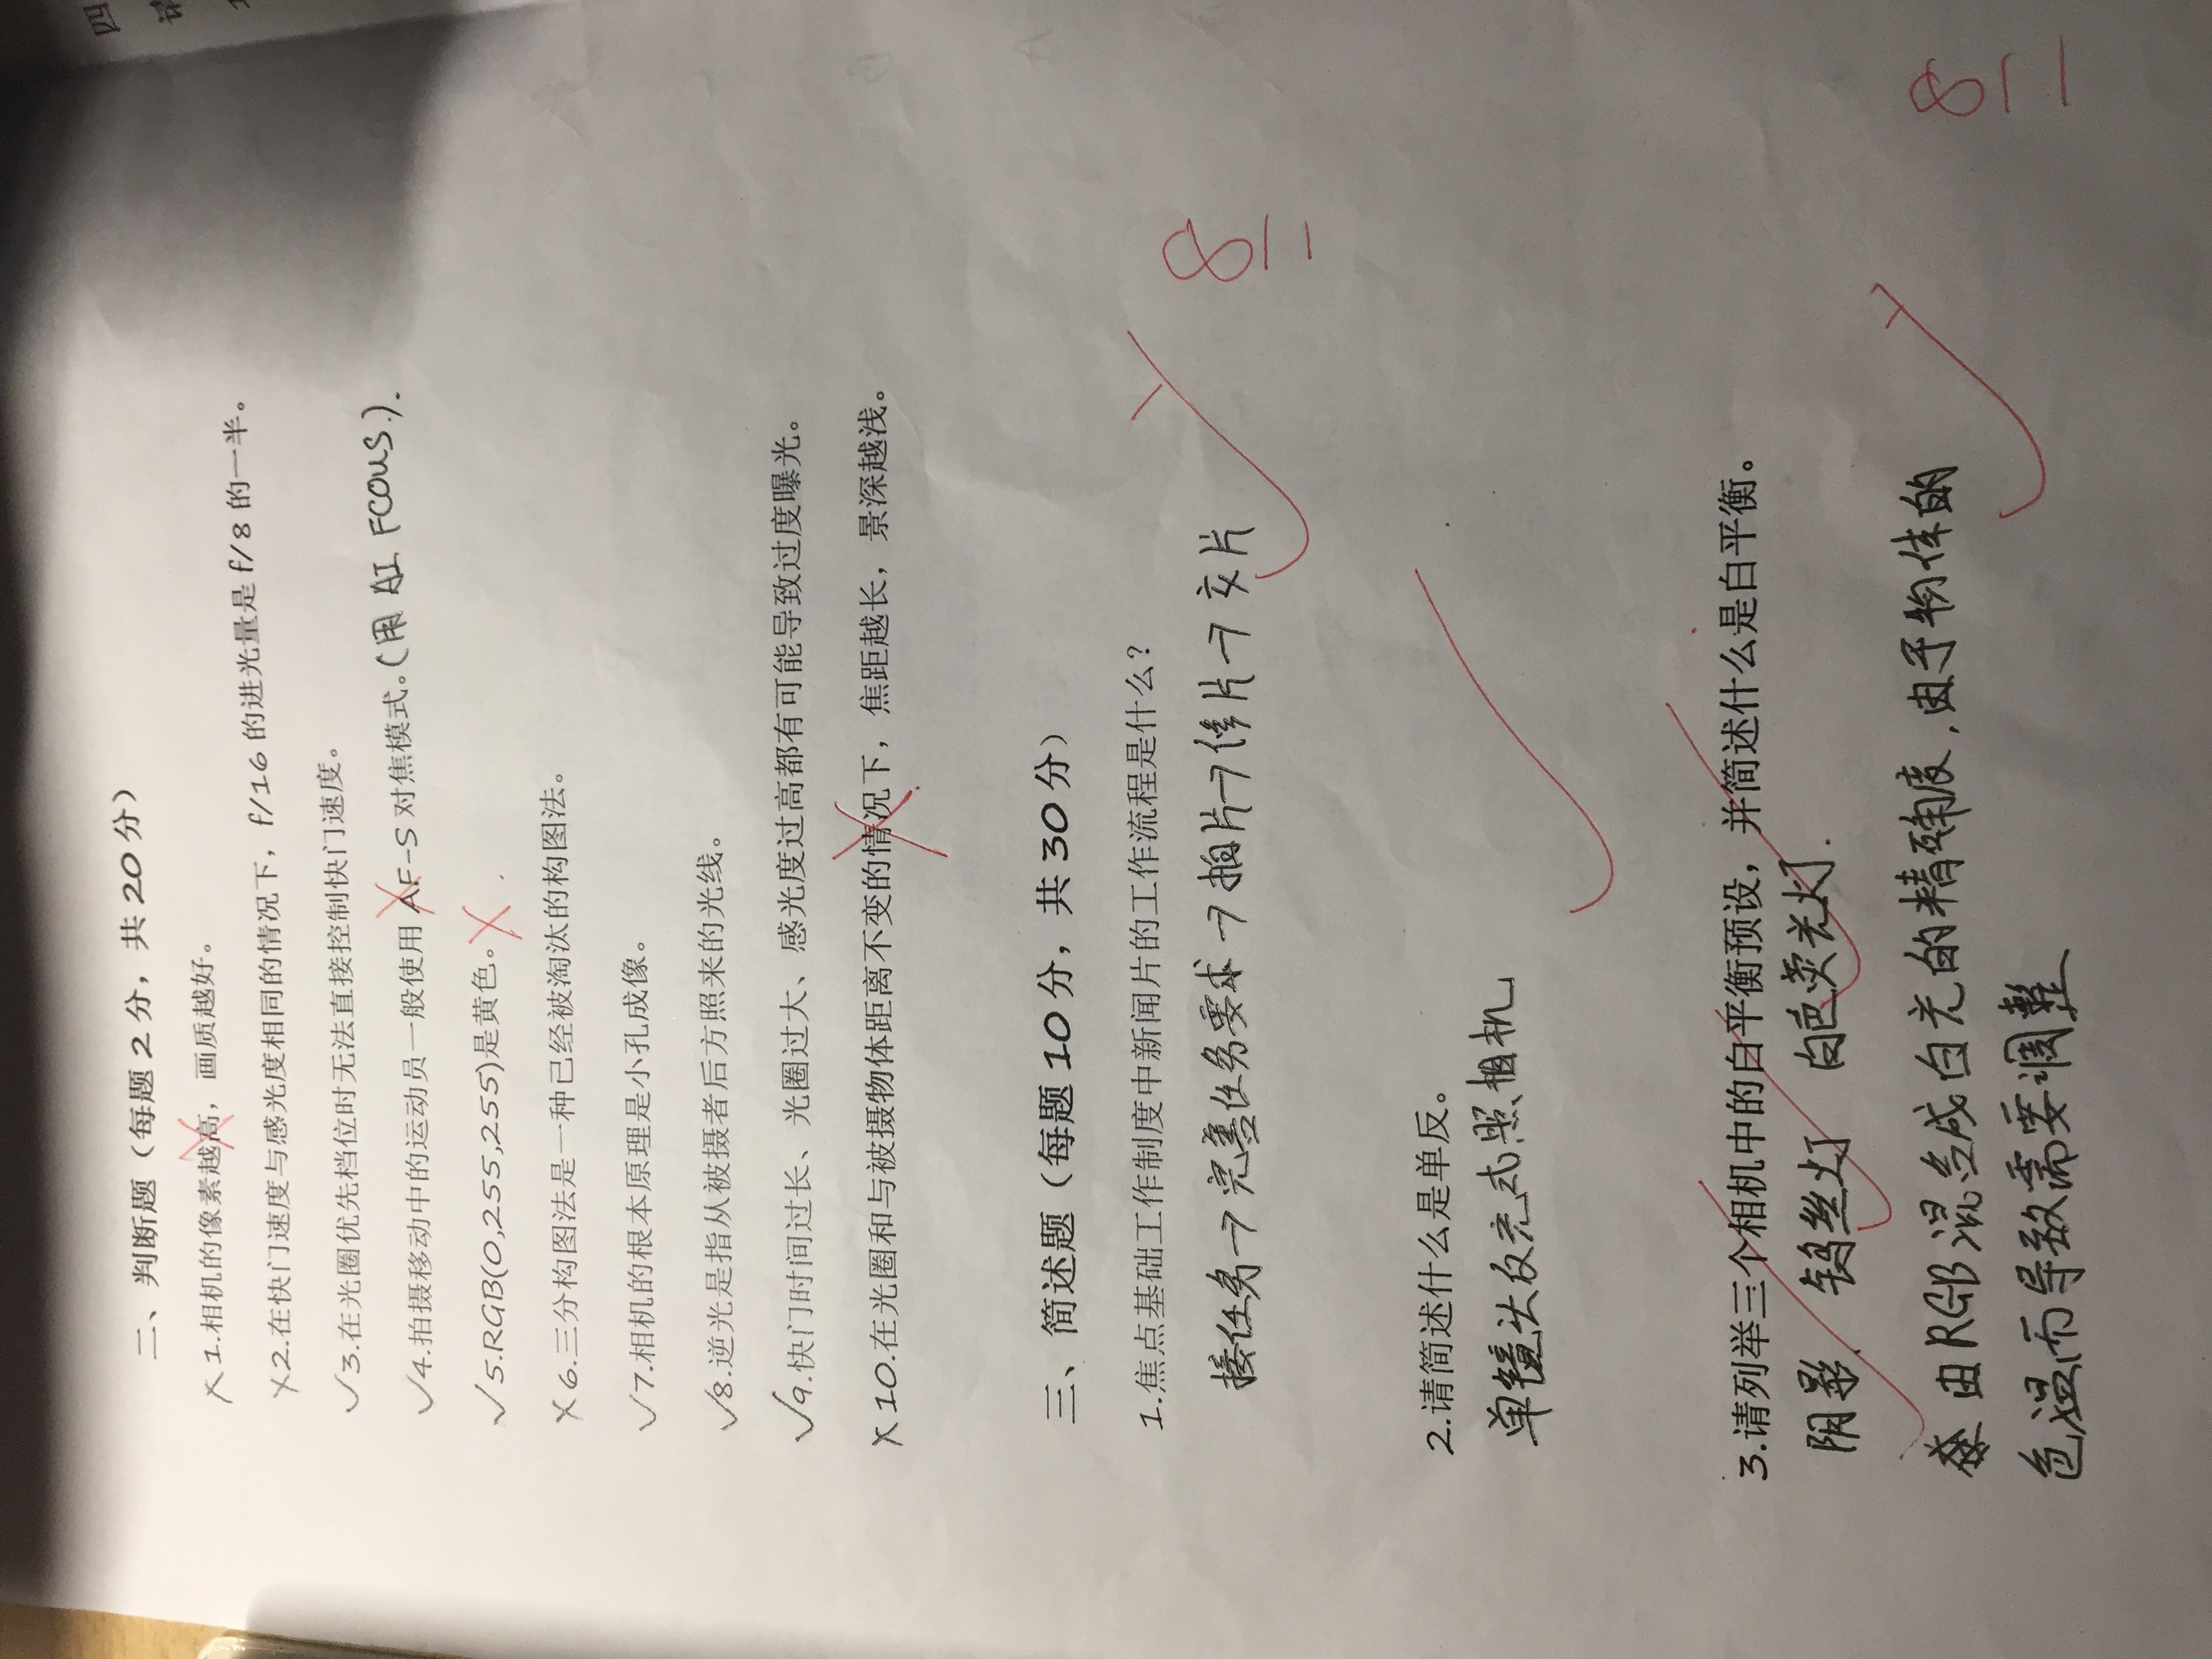 二、判断题（每题2分，共20分）
×1.相机的像素越高，画质越好。
×2.在快门速度与感光度相同的情况下，f/16的进光量是f/8的一半。
✓3.在光圈优先档位时无法直接控制快门速度。
✓4.拍摄移动中的运动员一般使用AF-S对焦模式。(用 AI FCOUS.).
✓5.RGB(0,255,255)是黄色。×
×6.三分构图法是一种已经被淘汰的构图法。
✓7.相机的根本原理是小孔成像。
✓8.逆光是指从被摄者后方照来的光线。
✓9.快门时间过长、光圈过大、感光度过高都有可能导致过度曝光。
×10.在光圈和与被摄物体距离不变的情况下，焦距越长，景深越浅。
三、简述题（每题10分，共30分）
1.焦点基础工作制度中新闻片的工作流程是什么？
接任务→完善任务要求→拍片→修片→交片
8
2.请简述什么是单反。
单镜头反光式照相机
3.请列举三个相机中的白平衡预设，并简述什么是白平衡。
阴影、 钨丝灯 白色荧光灯.
由RGB混合成白光的精确度,由于物体的
8
色温而导致需要调整
四
请